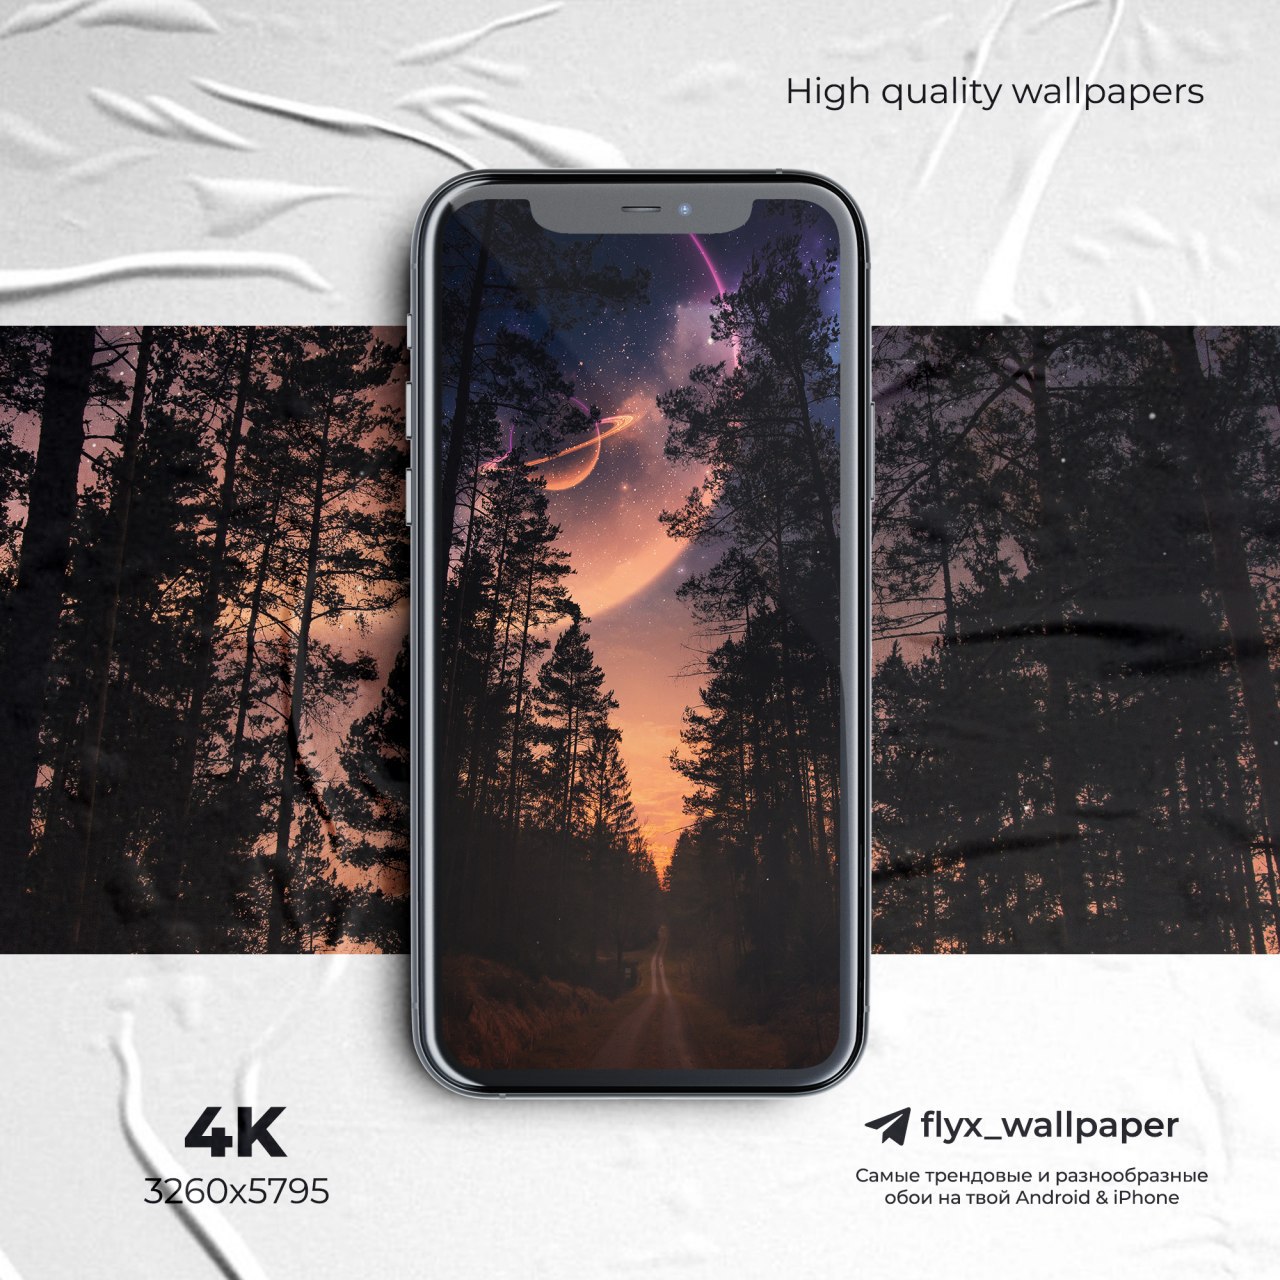 High quality wallpapers
4K
3260x5795
flyx_wallpaper
Самые трендовые и разнообразные
обои на твой Android & iPhone